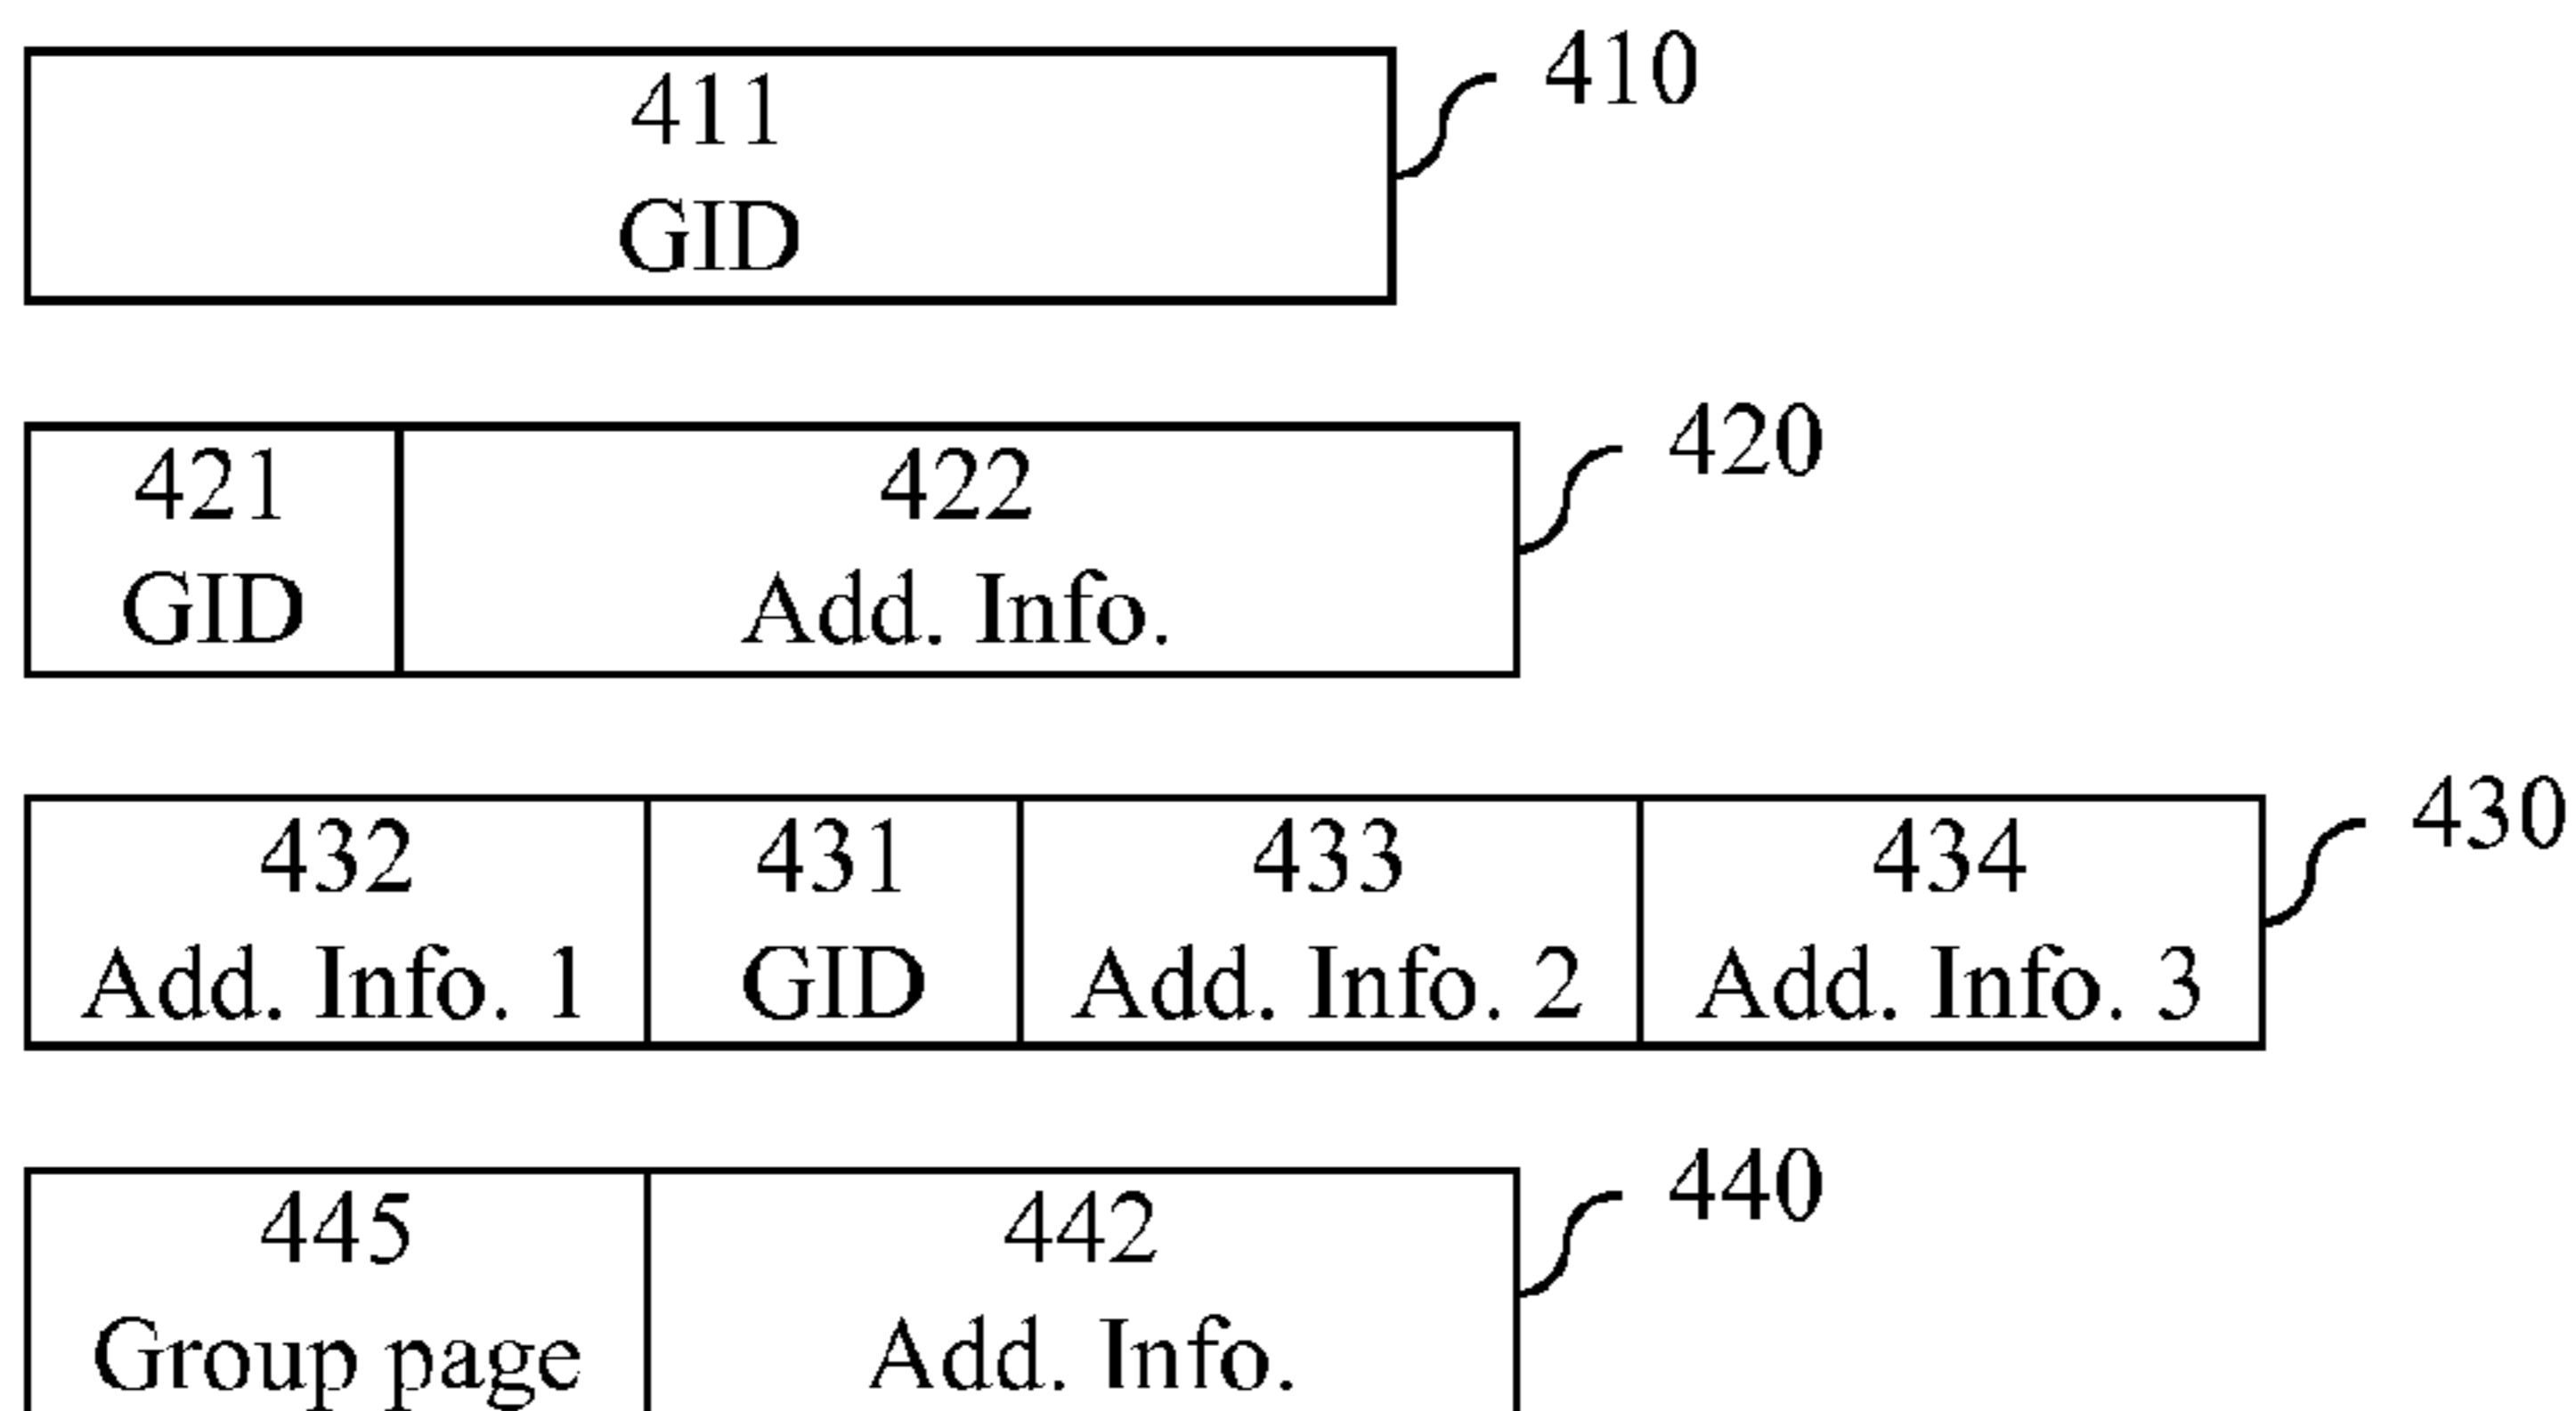 411
GID
410
421
GID
422
Add. Info.
420
432
Add. Info. 1
431
GID
433
Add. Info. 2
434
Add. Info. 3
430
445
Group page
442
Add. Info.
440